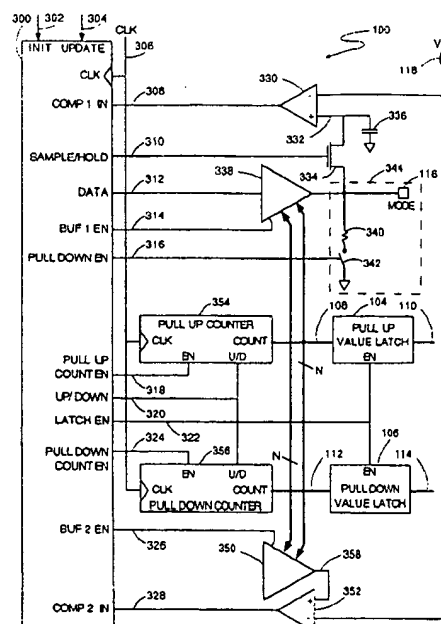 300 302 304 CLK
INIT UPDATE 306 100 V
CLK 118
330
COMP 1 IN 308
332 336
SAMPLE/HOLD 310 334
338 344 116
DATA 312
MODE
BUF 1 EN 314
340
PULL DOWN EN 316 342
354 108 104 110
PULL UP COUNTER PULL UP
CLK COUNT VALUE LATCH
EN U/D EN
N
PULL UP
COUNT EN 318
UP/DOWN 320
LATCH EN 322
324 356 106
PULL DOWN
COUNT EN
N
EN U/D 112 EN 114
CLK COUNT PULL DOWN
PULL DOWN COUNTER VALUE LATCH
BUF 2 EN 326
350 358
COMP 2 IN 328 352